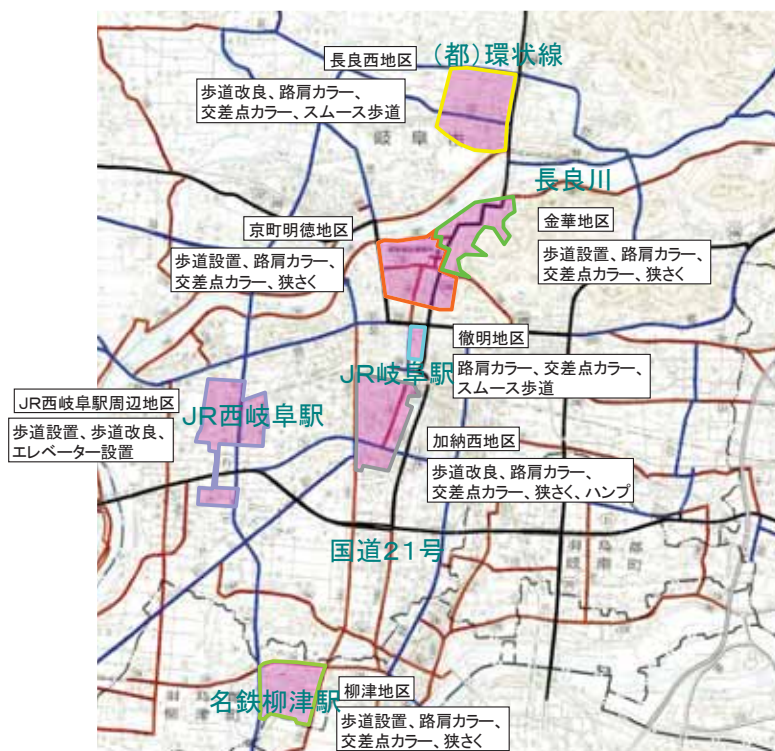 (都)環状線
長良西地区
歩道改良、路肩カラー、
交差点カラー、スムース歩道
岐阜市
長良川
京町明徳地区
歩道設置、路肩カラー、
交差点カラー、狭さく
金華地区
歩道設置、路肩カラー、
交差点カラー、狭さく
徹明地区
路肩カラー、交差点カラー、
スムース歩道
JR岐阜駅
JR西岐阜駅周辺地区
歩道設置、歩道改良、
エレベーター設置
JR西岐阜駅
加納西地区
歩道改良、路肩カラー、
交差点カラー、狭さく、ハンプ
国道21号
名鉄柳津駅
柳津地区
歩道設置、路肩カラー、
交差点カラー、狭さく